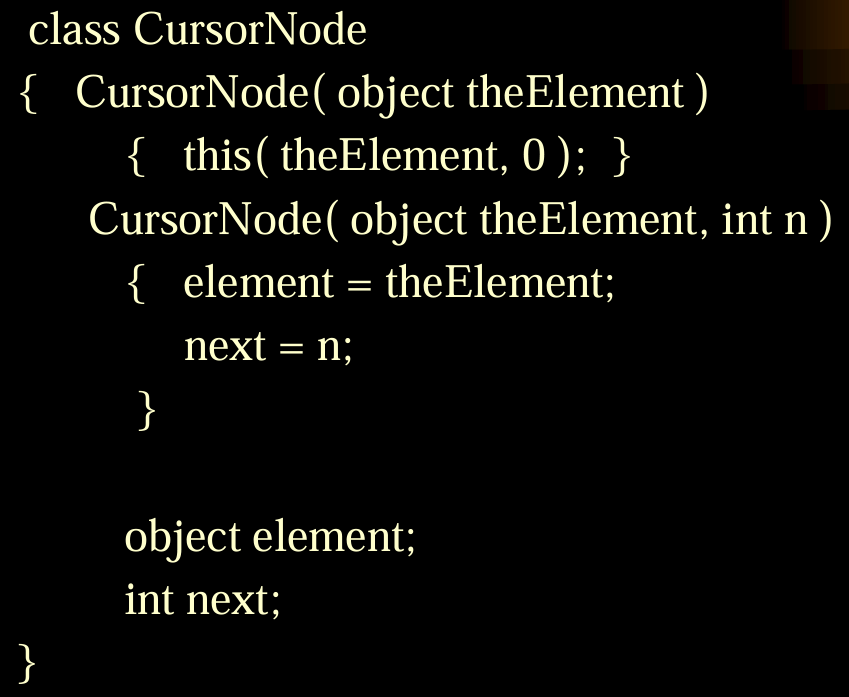 class CursorNode
{ CursorNode( object theElement )
{ this( theElement, 0 ); }
CursorNode( object theElement, int n )
{ element = theElement;
next = n;
}
object element;
int next;
}